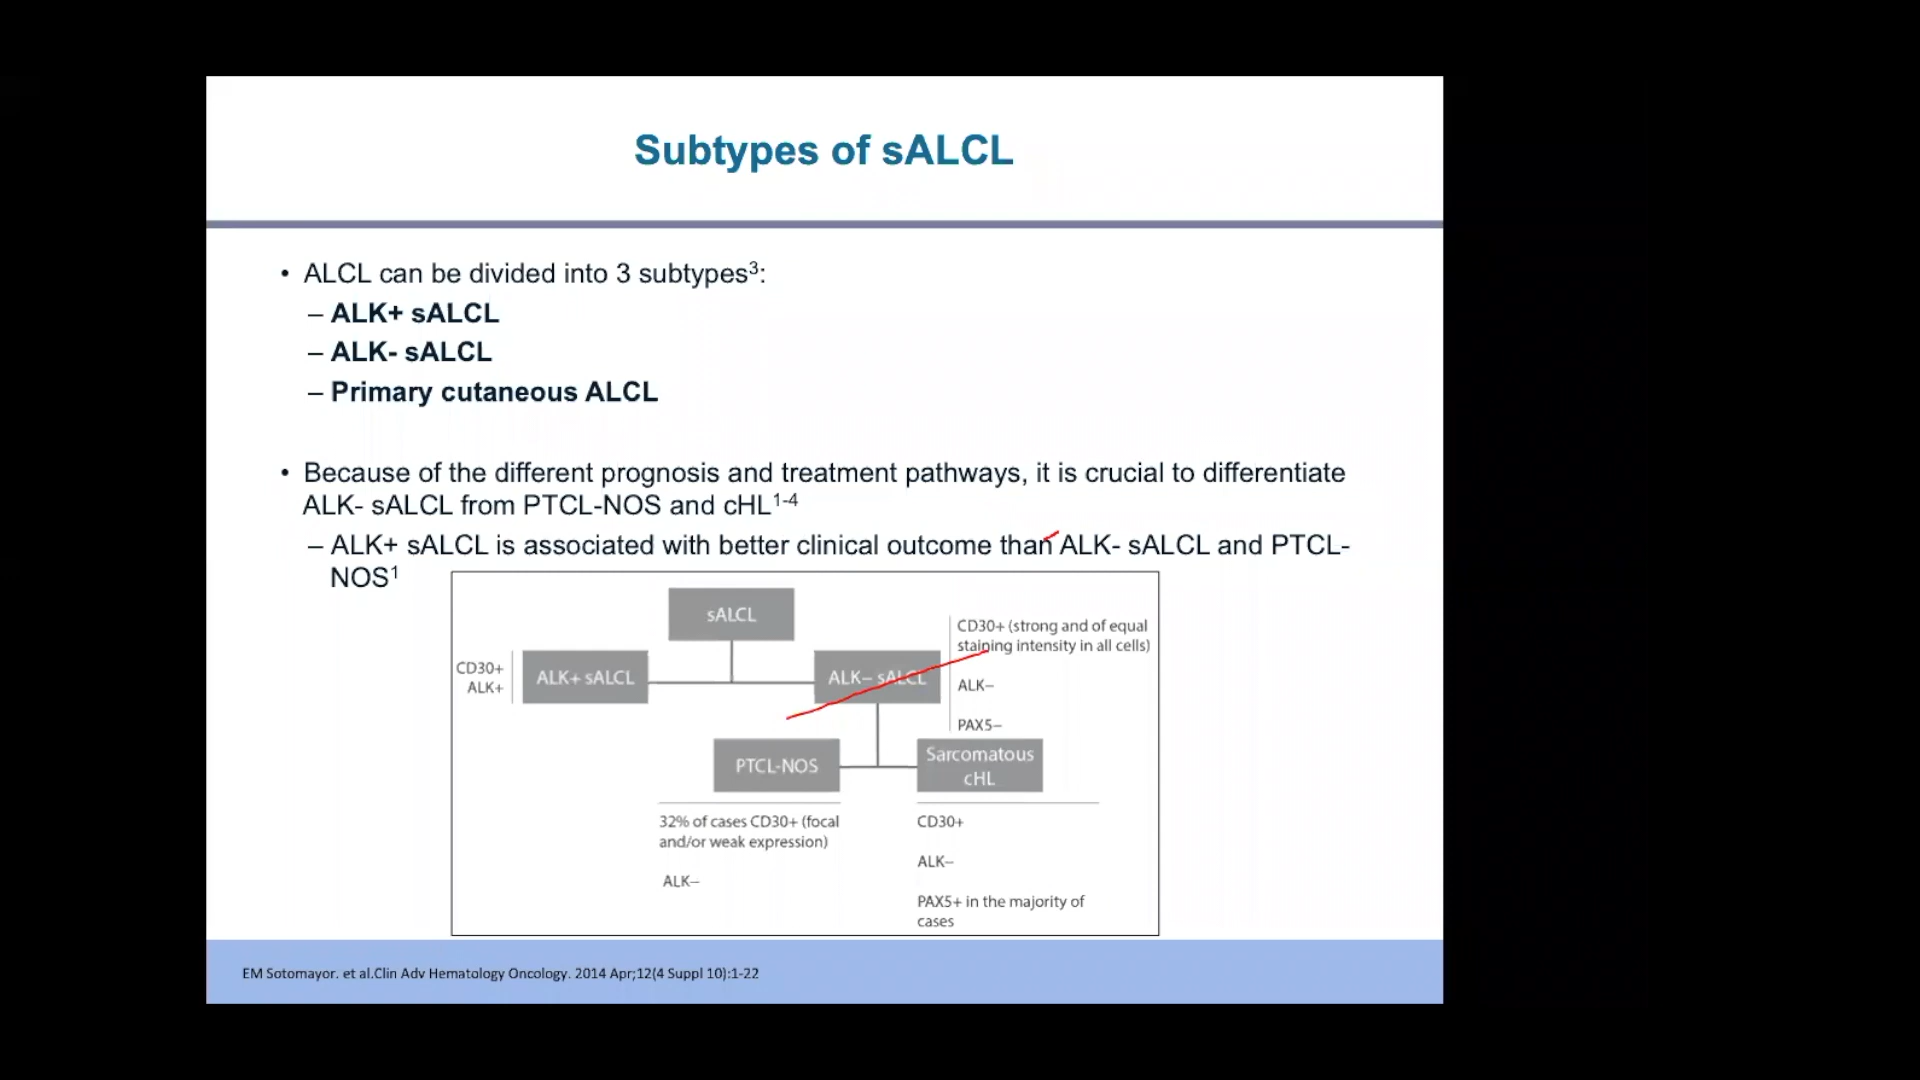 Subtypes of sALCL
• ALCL can be divided into 3 subtypes³:
– ALK+ sALCL
– ALK- sALCL
– Primary cutaneous ALCL
• Because of the different prognosis and treatment pathways, it is crucial to differentiate
ALK- sALCL from PTCL-NOS and cHL¹⁻⁴
– ALK+ sALCL is associated with better clinical outcome than ALK- sALCL and PTCL-
NOS¹
sALCL
CD30+
ALK+
ALK+ sALCL
ALK– sALCL
CD30+ (strong and of equal
staining intensity in all cells)
ALK–
PAX5–
PTCL-NOS
32% of cases CD30+ (focal
and/or weak expression)
ALK–
Sarcomatous
cHL
CD30+
ALK–
PAX5+ in the majority of
cases
EM Sotomayor. et al.Clin Adv Hematology Oncology. 2014 Apr;12(4 Suppl 10):1-22